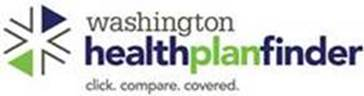 washington
healthplanfinder
click. compare. covered.